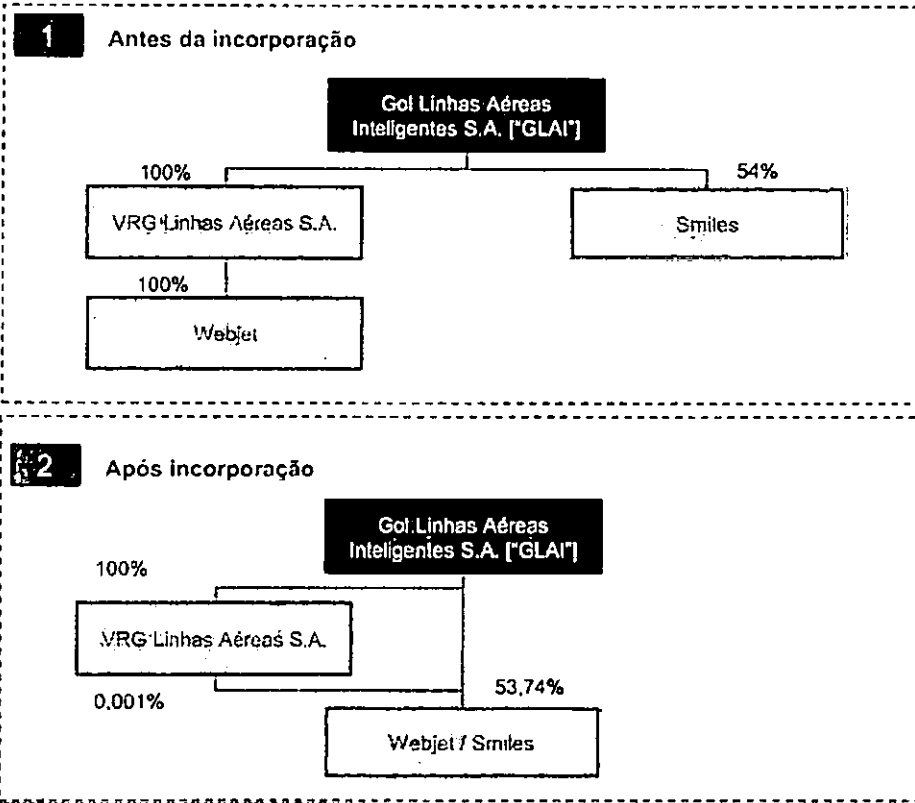 1 Antes da incorporação
Gol Linhas Aéreas
Inteligentes S.A. ["GLAI"]
100%
54%
VRG Linhas Aéreas S.A.
Smiles
100%
Webjet
2 Após incorporação
Gol Linhas Aéreas
Inteligentes S.A. ["GLAI"]
100%
VRG Linhas Aéreas S.A.
0,001%
53,74%
Webjet / Smiles